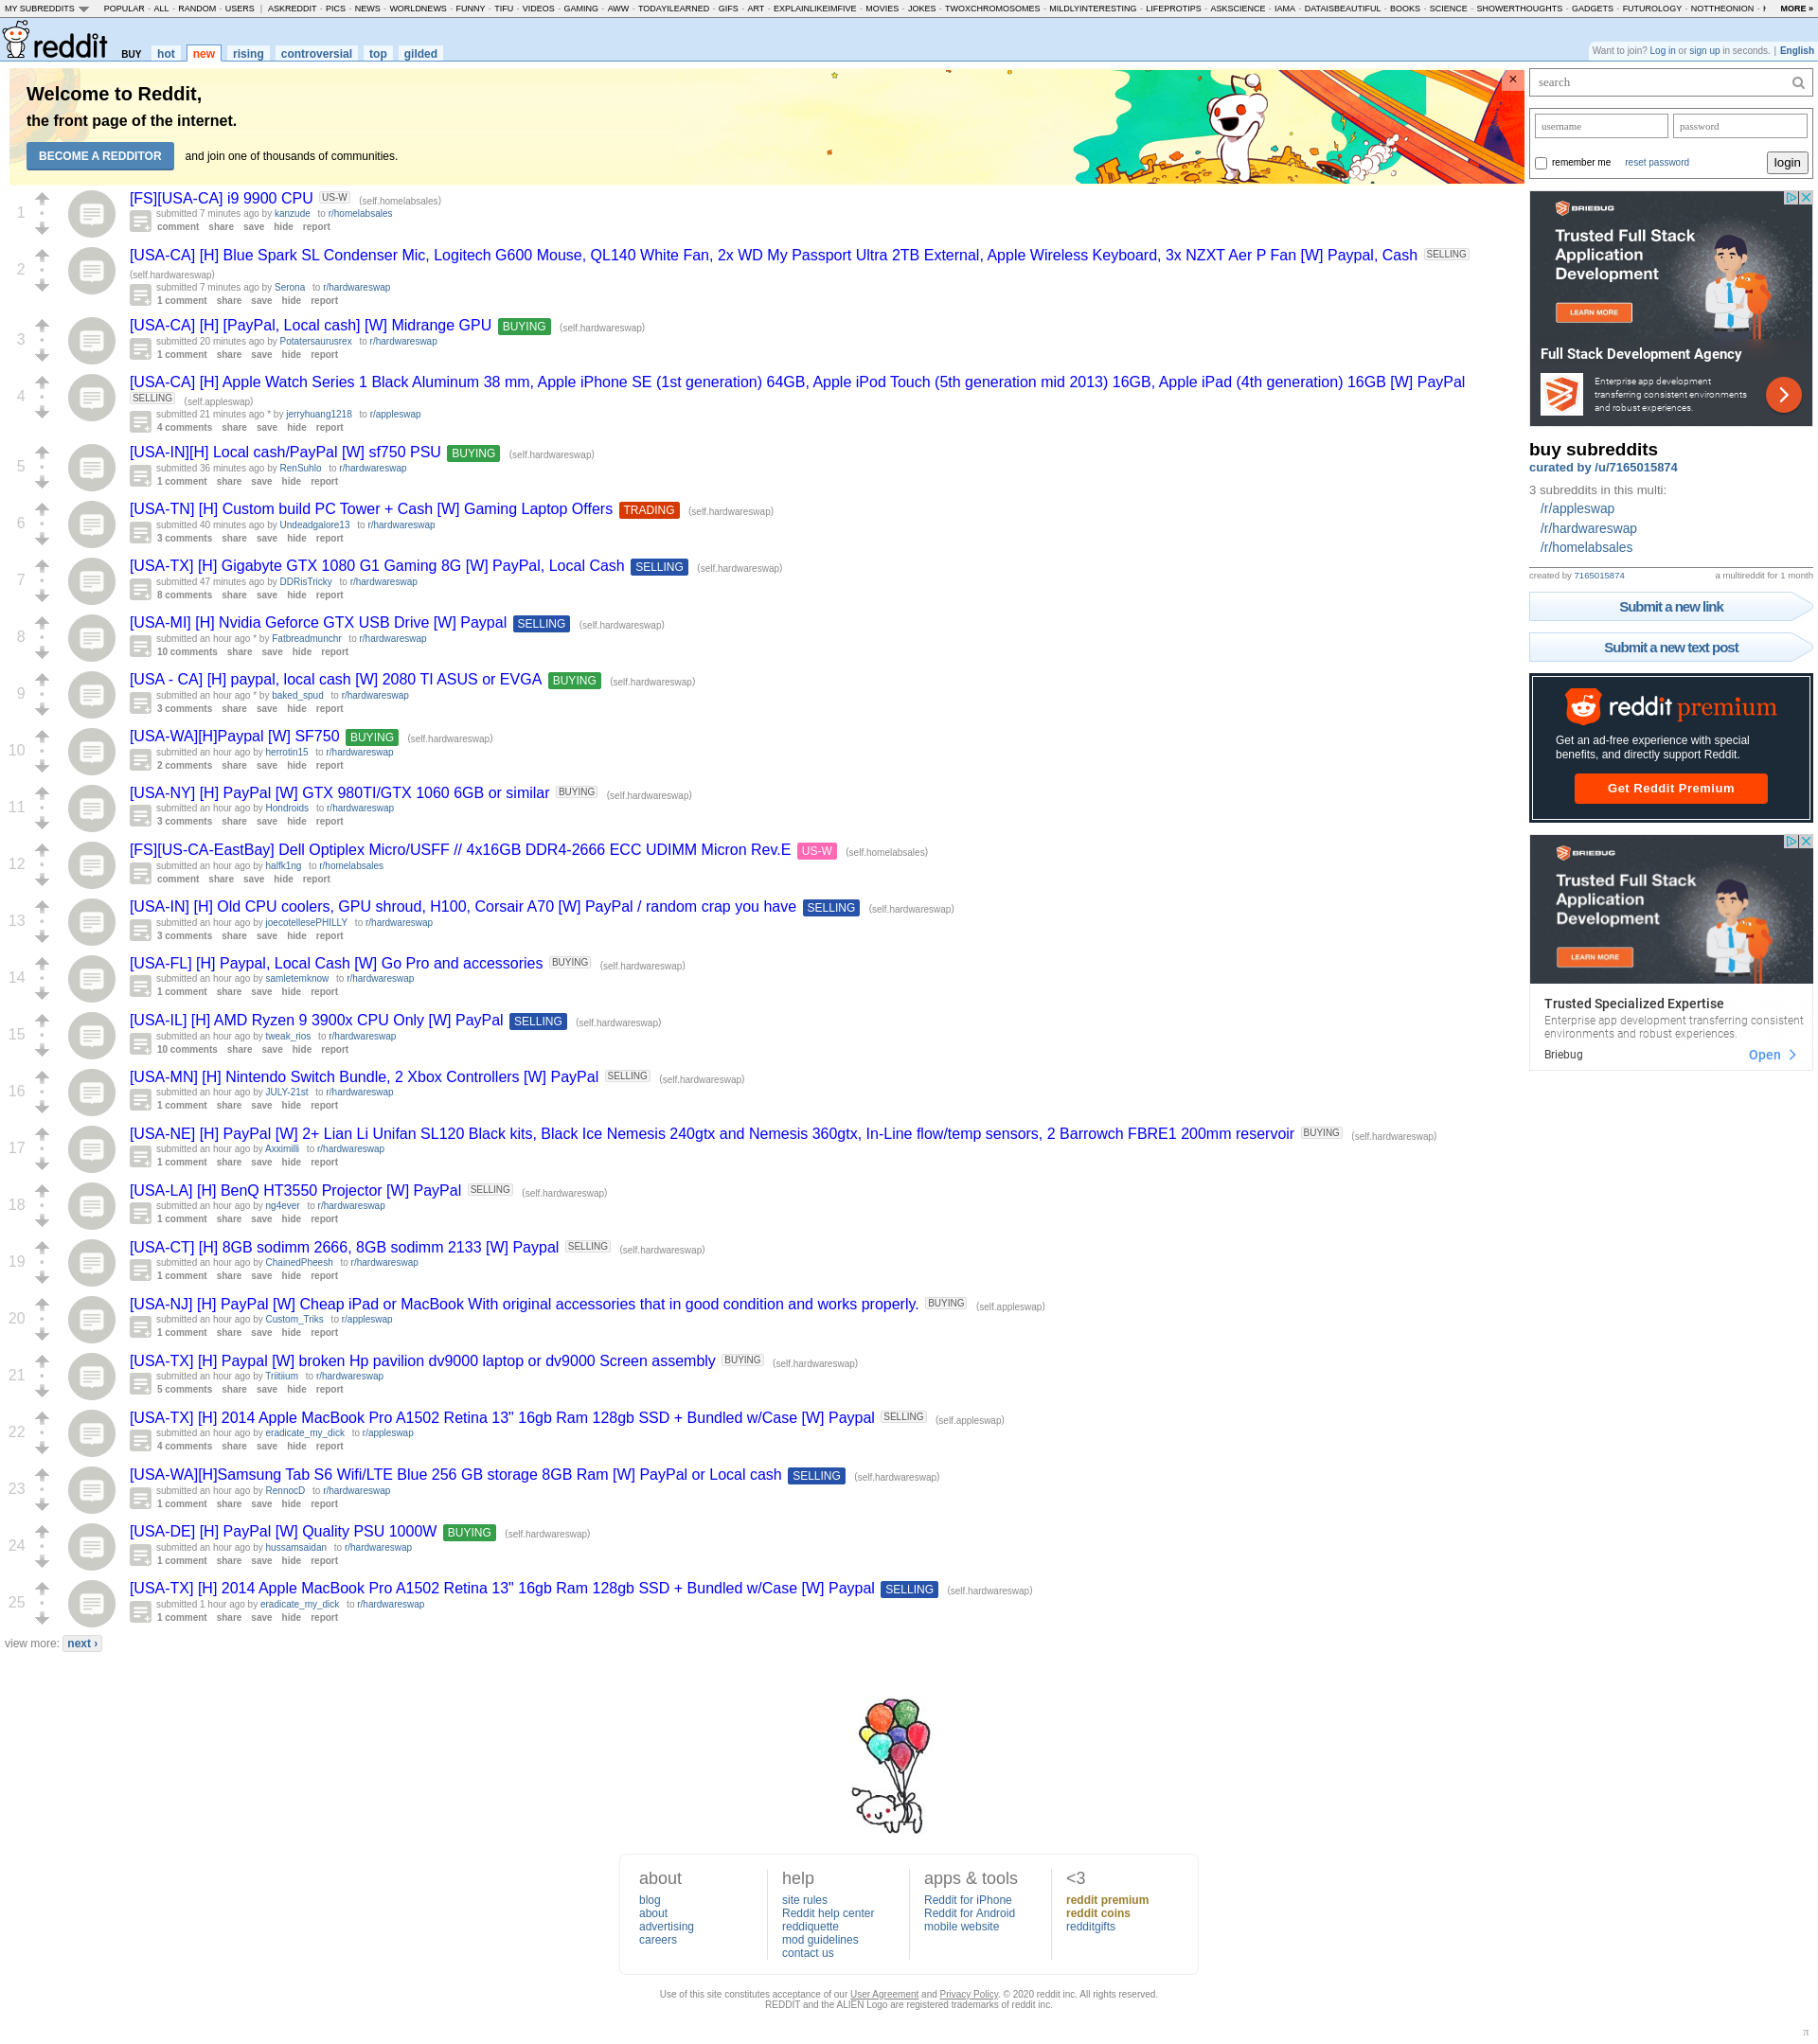 MY SUBREDDITS POPULAR - ALL - RANDOM - USERS | ASKREDDIT - PICS - NEWS - WORLDNEWS - FUNNY - TIFU - VIDEOS - GAMING - AWW - TODAYILEARNED - GIFS - ART - EXPLAINLIKEIMFIVE - MOVIES - JOKES - TWOXCHROMOSOMES - MILDLYINTERESTING - LIFEPROTIPS - ASKSCIENCE - IAMA - DATAISBEAUTIFUL - BOOKS - SCIENCE - SHOWERTHOUGHTS - GADGETS - FUTUROLOGY - NOTTHEONION - MORE »
reddit BUY hot new rising controversial top gilded
Want to join? Log in or sign up in seconds. | English
Welcome to Reddit,
the front page of the internet.
BECOME A REDDITOR and join one of thousands of communities.
1
[FS][USA-CA] i9 9900 CPU US-W (self.homelabsales)
submitted 7 minutes ago by kanzude to r/homelabsales
comment share save hide report
2
[USA-CA] [H] Blue Spark SL Condenser Mic, Logitech G600 Mouse, QL140 White Fan, 2x WD My Passport Ultra 2TB External, Apple Wireless Keyboard, 3x NZXT Aer P Fan [W] Paypal, Cash SELLING
(self.hardwareswap)
submitted 7 minutes ago by Serona to r/hardwareswap
1 comment share save hide report
3
[USA-CA] [H] [PayPal, Local cash] [W] Midrange GPU BUYING (self.hardwareswap)
submitted 20 minutes ago by Potatersaurusrex to r/hardwareswap
1 comment share save hide report
4
[USA-CA] [H] Apple Watch Series 1 Black Aluminum 38 mm, Apple iPhone SE (1st generation) 64GB, Apple iPod Touch (5th generation mid 2013) 16GB, Apple iPad (4th generation) 16GB [W] PayPal
SELLING (self.appleswap)
submitted 21 minutes ago * by jerryhuang1218 to r/appleswap
4 comments share save hide report
5
[USA-IN][H] Local cash/PayPal [W] sf750 PSU BUYING (self.hardwareswap)
submitted 36 minutes ago by RenSuhlo to r/hardwareswap
1 comment share save hide report
6
[USA-TN] [H] Custom build PC Tower + Cash [W] Gaming Laptop Offers TRADING (self.hardwareswap)
submitted 40 minutes ago by Undeadgalore13 to r/hardwareswap
3 comments share save hide report
7
[USA-TX] [H] Gigabyte GTX 1080 G1 Gaming 8G [W] PayPal, Local Cash SELLING (self.hardwareswap)
submitted 47 minutes ago by DDRisTricky to r/hardwareswap
8 comments share save hide report
8
[USA-MI] [H] Nvidia Geforce GTX USB Drive [W] Paypal SELLING (self.hardwareswap)
submitted an hour ago * by Fatbreadmunchr to r/hardwareswap
10 comments share save hide report
9
[USA - CA] [H] paypal, local cash [W] 2080 TI ASUS or EVGA BUYING (self.hardwareswap)
submitted an hour ago * by baked_spud to r/hardwareswap
3 comments share save hide report
10
[USA-WA][H]Paypal [W] SF750 BUYING (self.hardwareswap)
submitted an hour ago by herrotin15 to r/hardwareswap
2 comments share save hide report
11
[USA-NY] [H] PayPal [W] GTX 980TI/GTX 1060 6GB or similar BUYING (self.hardwareswap)
submitted an hour ago by Hondroids to r/hardwareswap
3 comments share save hide report
12
[FS][US-CA-EastBay] Dell Optiplex Micro/USFF // 4x16GB DDR4-2666 ECC UDIMM Micron Rev.E US-W (self.homelabsales)
submitted an hour ago by halfk1ng to r/homelabsales
comment share save hide report
13
[USA-IN] [H] Old CPU coolers, GPU shroud, H100, Corsair A70 [W] PayPal / random crap you have SELLING (self.hardwareswap)
submitted an hour ago by joecotellesePHILLY to r/hardwareswap
3 comments share save hide report
14
[USA-FL] [H] Paypal, Local Cash [W] Go Pro and accessories BUYING (self.hardwareswap)
submitted an hour ago by samletemknow to r/hardwareswap
1 comment share save hide report
15
[USA-IL] [H] AMD Ryzen 9 3900x CPU Only [W] PayPal SELLING (self.hardwareswap)
submitted an hour ago by tweak_rios to r/hardwareswap
10 comments share save hide report
16
[USA-MN] [H] Nintendo Switch Bundle, 2 Xbox Controllers [W] PayPal SELLING (self.hardwareswap)
submitted an hour ago by JULY-21st to r/hardwareswap
1 comment share save hide report
17
[USA-NE] [H] PayPal [W] 2+ Lian Li Unifan SL120 Black kits, Black Ice Nemesis 240gtx and Nemesis 360gtx, In-Line flow/temp sensors, 2 Barrowch FBRE1 200mm reservoir BUYING (self.hardwareswap)
submitted an hour ago by Axximilli to r/hardwareswap
1 comment share save hide report
18
[USA-LA] [H] BenQ HT3550 Projector [W] PayPal SELLING (self.hardwareswap)
submitted an hour ago by ng4ever to r/hardwareswap
1 comment share save hide report
19
[USA-CT] [H] 8GB sodimm 2666, 8GB sodimm 2133 [W] Paypal SELLING (self.hardwareswap)
submitted an hour ago by ChainedPheesh to r/hardwareswap
1 comment share save hide report
20
[USA-NJ] [H] PayPal [W] Cheap iPad or MacBook With original accessories that in good condition and works properly. BUYING (self.appleswap)
submitted an hour ago by Custom_Triks to r/appleswap
1 comment share save hide report
21
[USA-TX] [H] Paypal [W] broken Hp pavilion dv9000 laptop or dv9000 Screen assembly BUYING (self.hardwareswap)
submitted an hour ago by Triitiium to r/hardwareswap
5 comments share save hide report
22
[USA-TX] [H] 2014 Apple MacBook Pro A1502 Retina 13" 16gb Ram 128gb SSD + Bundled w/Case [W] Paypal SELLING (self.appleswap)
submitted an hour ago by eradicate_my_dick to r/appleswap
4 comments share save hide report
23
[USA-WA][H]Samsung Tab S6 Wifi/LTE Blue 256 GB storage 8GB Ram [W] PayPal or Local cash SELLING (self.hardwareswap)
submitted an hour ago by RennocD to r/hardwareswap
1 comment share save hide report
24
[USA-DE] [H] PayPal [W] Quality PSU 1000W BUYING (self.hardwareswap)
submitted an hour ago by hussamsaidan to r/hardwareswap
1 comment share save hide report
25
[USA-TX] [H] 2014 Apple MacBook Pro A1502 Retina 13" 16gb Ram 128gb SSD + Bundled w/Case [W] Paypal SELLING (self.hardwareswap)
submitted 1 hour ago by eradicate_my_dick to r/hardwareswap
1 comment share save hide report
view more: next ›
search
username password
remember me reset password login
BRIEBUG
Trusted Full Stack
Application
Development
LEARN MORE
Full Stack Development Agency
Enterprise app development
transferring consistent environments
and robust experiences.
buy subreddits
curated by /u/7165015874
3 subreddits in this multi:
/r/appleswap
/r/hardwareswap
/r/homelabsales
created by 7165015874 a multireddit for 1 month
Submit a new link
Submit a new text post
reddit premium
Get an ad-free experience with special
benefits, and directly support Reddit.
Get Reddit Premium
BRIEBUG
Trusted Full Stack
Application
Development
LEARN MORE
Trusted Specialized Expertise
Enterprise app development transferring consistent
environments and robust experiences.
Briebug Open
about
blog
about
advertising
careers
help
site rules
Reddit help center
reddiquette
mod guidelines
contact us
apps & tools
Reddit for iPhone
Reddit for Android
mobile website
<3
reddit premium
reddit coins
redditgifts
Use of this site constitutes acceptance of our User Agreement and Privacy Policy. © 2020 reddit inc. All rights reserved.
REDDIT and the ALIEN Logo are registered trademarks of reddit inc.
π